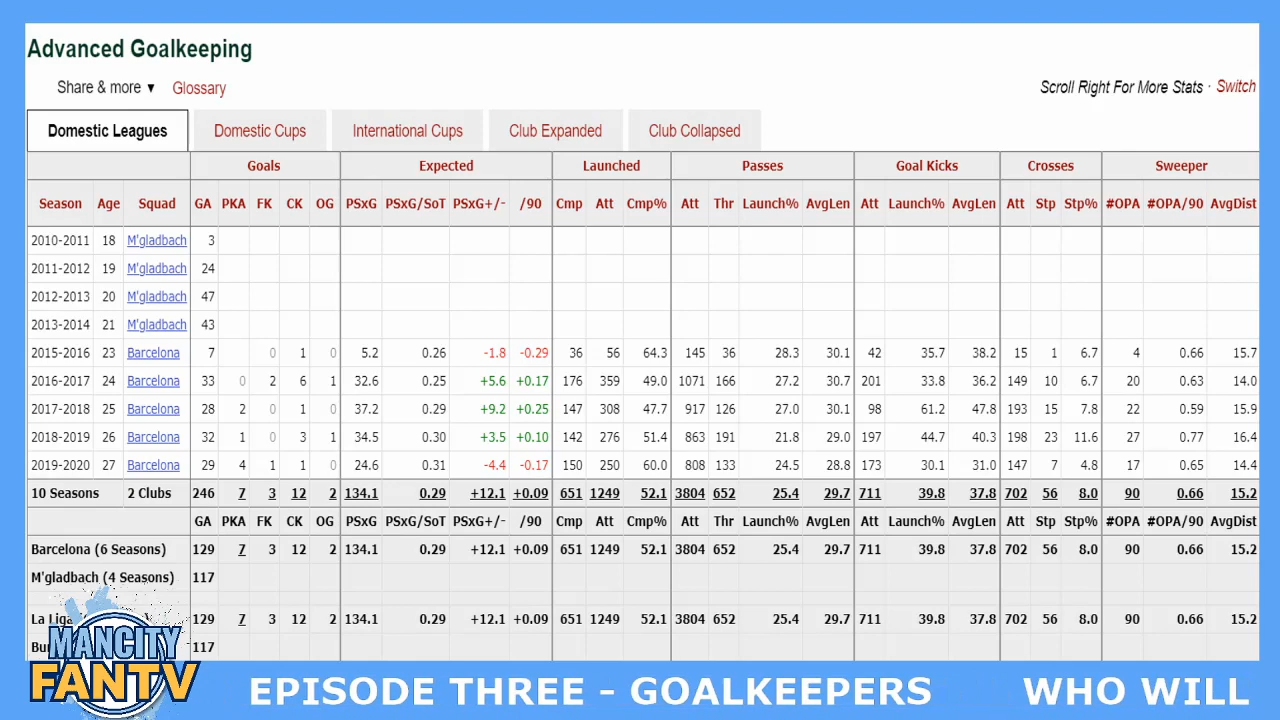 Advanced Goalkeeping
Share & more ▼ Glossary
Scroll Right For More Stats · Switch
Domestic Leagues Domestic Cups International Cups Club Expanded Club Collapsed
Goals Expected Launched Passes Goal Kicks Crosses Sweeper
Season Age Squad GA PKA FK CK OG PSxG PSxG/SoT PSxG+/- /90 Cmp Att Cmp% Att Thr Launch% AvgLen Att Launch% AvgLen Att Stp Stp% #OPA #OPA/90 AvgDist
2010-2011 18 M'gladbach 3
2011-2012 19 M'gladbach 24
2012-2013 20 M'gladbach 47
2013-2014 21 M'gladbach 43
2015-2016 23 Barcelona 7 0 1 0 5.2 0.26 -1.8 -0.29 36 56 64.3 145 36 28.3 30.1 42 35.7 38.2 15 1 6.7 4 0.66 15.7
2016-2017 24 Barcelona 33 0 2 6 1 32.6 0.25 +5.6 +0.17 176 359 49.0 1071 166 27.2 30.7 201 33.8 36.2 149 10 6.7 20 0.63 14.0
2017-2018 25 Barcelona 28 2 0 1 0 37.2 0.29 +9.2 +0.25 147 308 47.7 917 126 27.0 30.1 98 61.2 47.8 193 15 7.8 22 0.59 15.9
2018-2019 26 Barcelona 32 1 0 3 1 34.5 0.30 +3.5 +0.10 142 276 51.4 863 191 21.8 29.0 197 44.7 40.3 198 23 11.6 27 0.77 16.4
2019-2020 27 Barcelona 29 4 1 1 0 24.6 0.31 -4.4 -0.17 150 250 60.0 808 133 24.5 28.8 173 30.1 31.0 147 7 4.8 17 0.65 14.4
10 Seasons 2 Clubs 246 7 3 12 2 134.1 0.29 +12.1 +0.09 651 1249 52.1 3804 652 25.4 29.7 711 39.8 37.8 702 56 8.0 90 0.66 15.2
GA PKA FK CK OG PSxG PSxG/SoT PSxG+/- /90 Cmp Att Cmp% Att Thr Launch% AvgLen Att Launch% AvgLen Att Stp Stp% #OPA #OPA/90 AvgDist
Barcelona (6 Seasons) 129 7 3 12 2 134.1 0.29 +12.1 +0.09 651 1249 52.1 3804 652 25.4 29.7 711 39.8 37.8 702 56 8.0 90 0.66 15.2
M'gladbach (4 Seasons) 117
La Liga 129 7 3 12 2 134.1 0.29 +12.1 +0.09 651 1249 52.1 3804 652 25.4 29.7 711 39.8 37.8 702 56 8.0 90 0.66 15.2
117
MANCITY
FANTV
EPISODE THREE - GOALKEEPERS WHO WILL